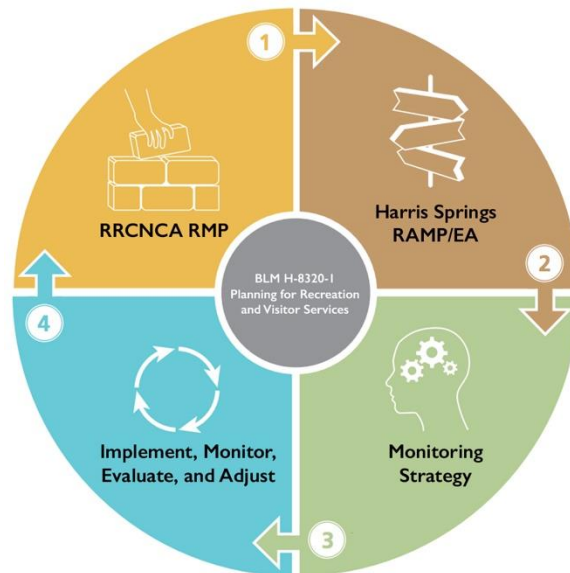 1
RRCNCA RMP
Harris Springs
RAMP/EA
2
BLM H-8320-1
Planning for Recreation
and Visitor Services
4
Implement, Monitor,
Evaluate, and Adjust
Monitoring
Strategy
3